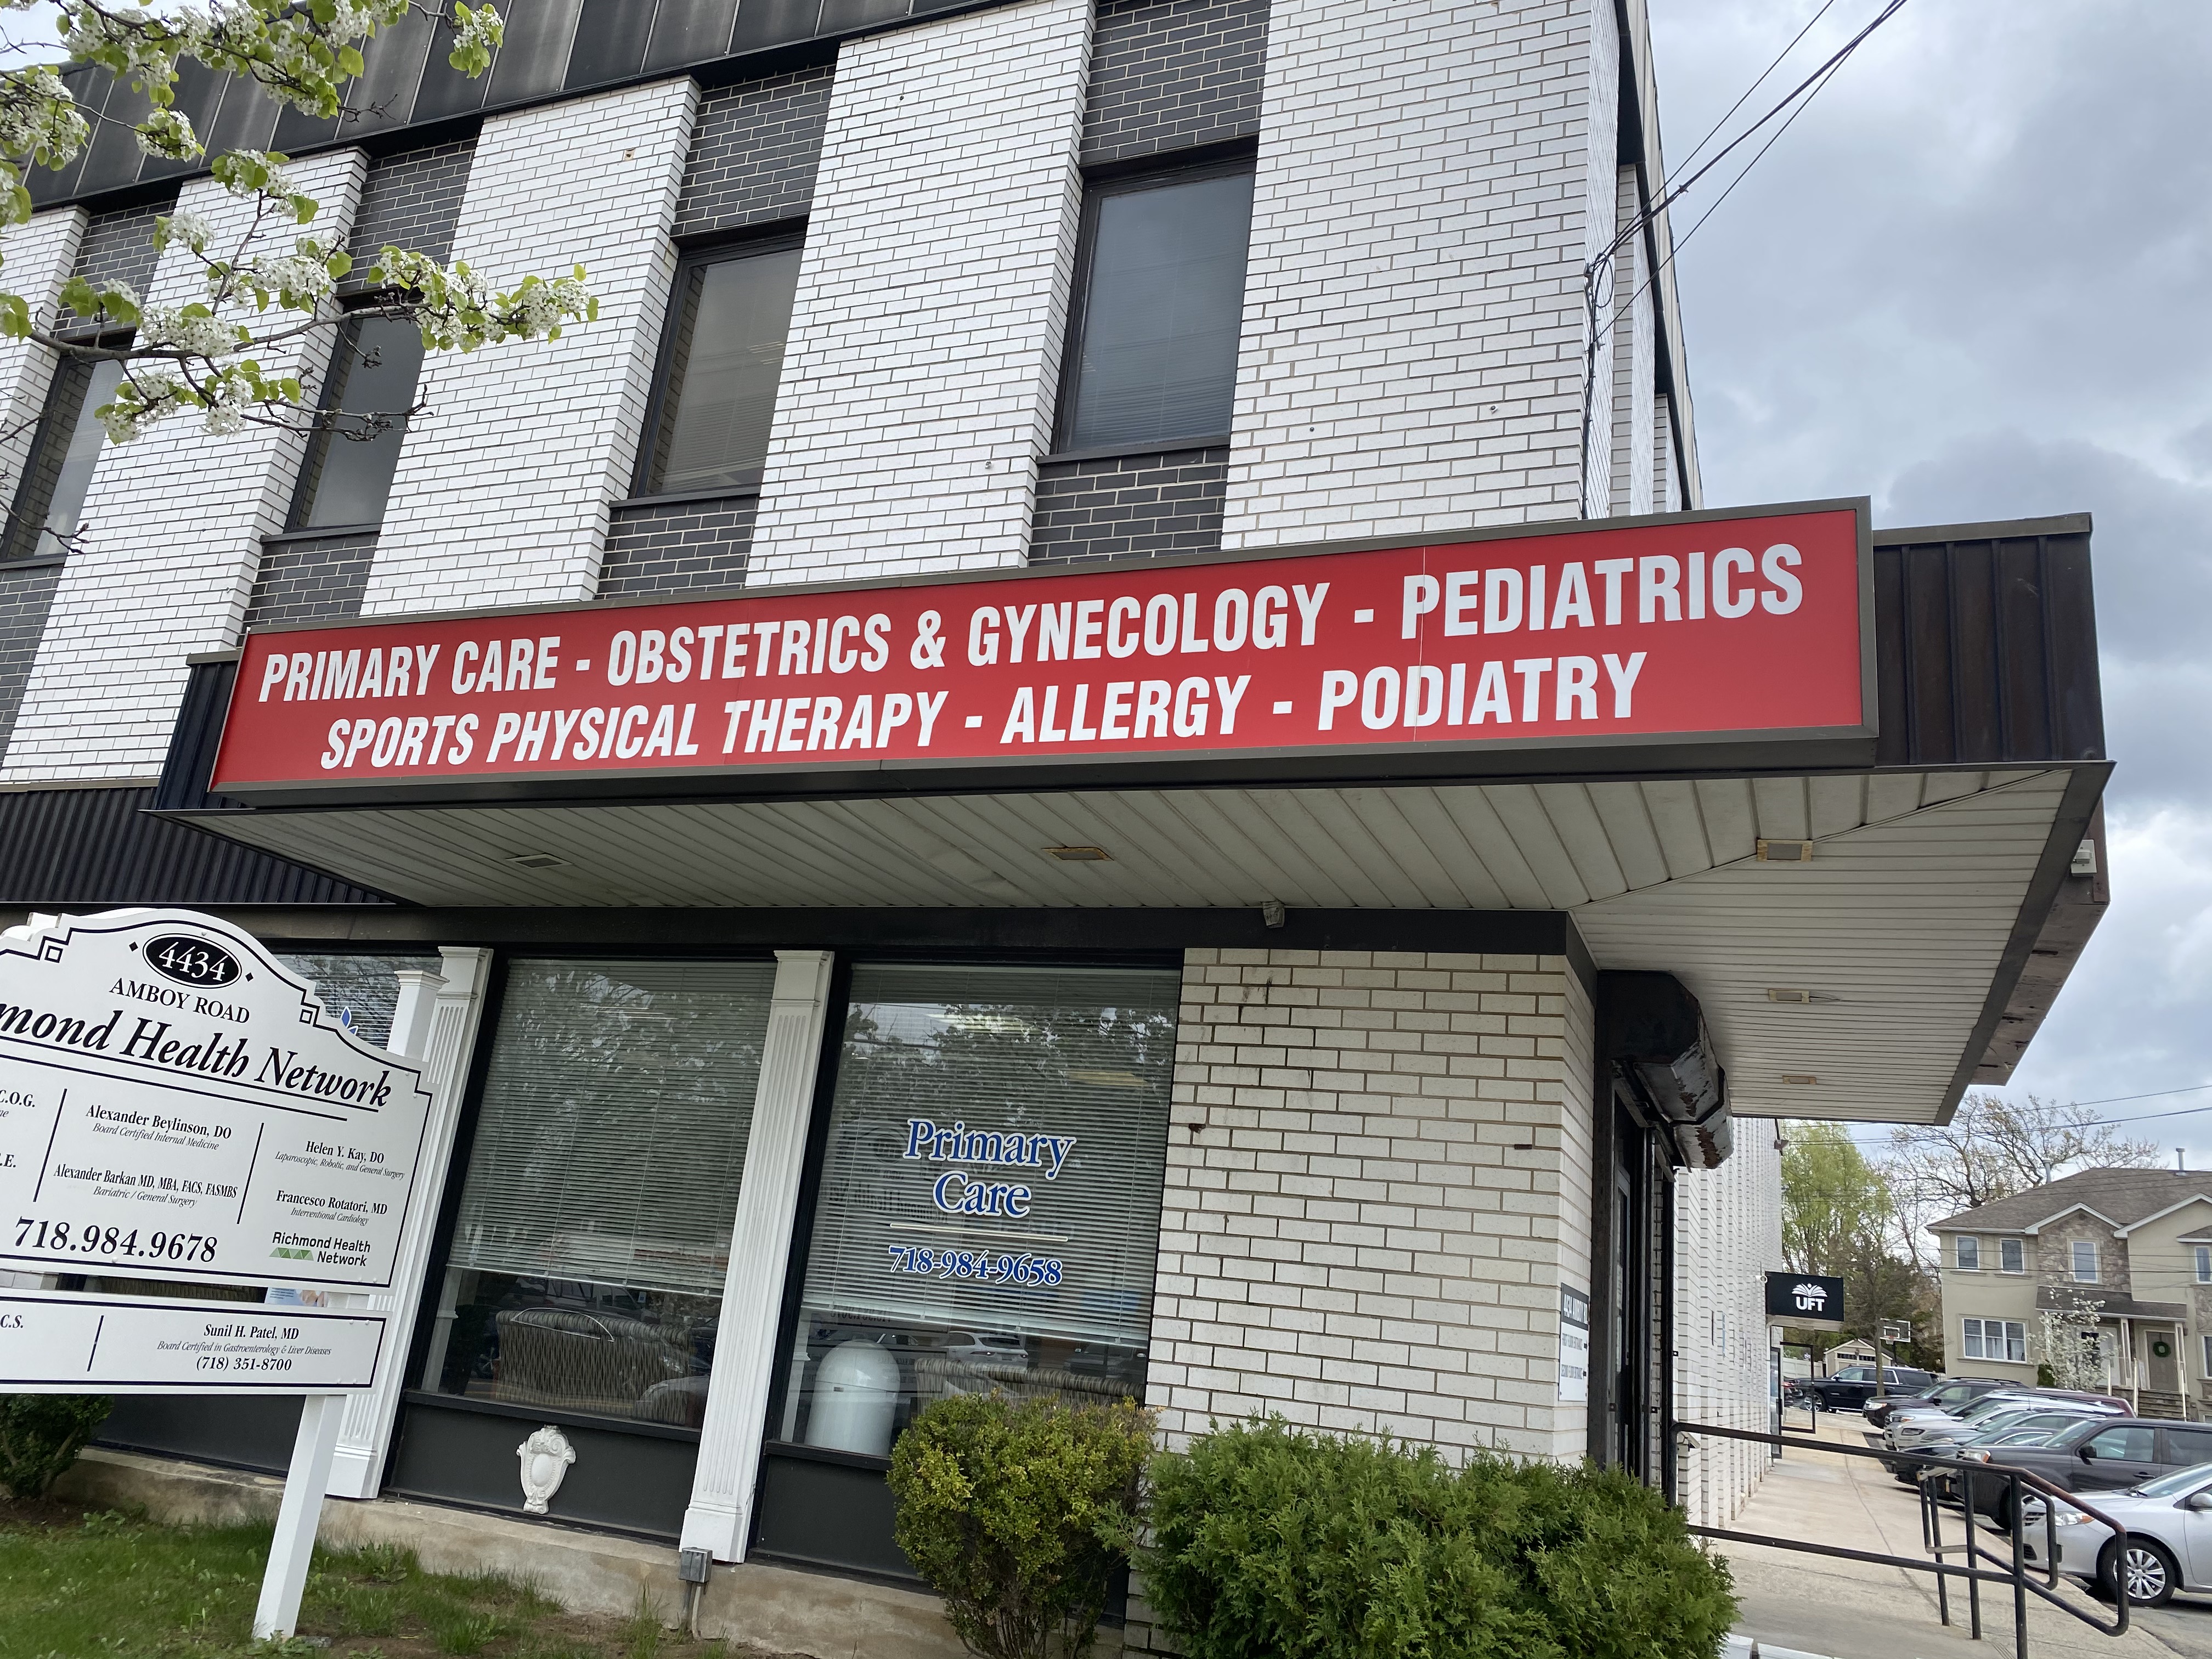 PRIMARY CARE - OBSTETRICS & GYNECOLOGY - PEDIATRICS
SPORTS PHYSICAL THERAPY - ALLERGY - PODIATRY
4434
AMBOY ROAD
mond Health Network
C.O.G.
Alexander Beylinson, DO
Board Certified Internal Medicine
Alexander Barkan MD, MBA, FACS, FASMBS
Bariatric / General Surgery
Helen Y. Kay, DO
Laparoscopic, Robotic, and General Surgery
Francesco Rotatori, MD
Interventional Cardiology
718.984.9678
Richmond Health
Network
C.S.
Sunil H. Patel, MD
Board Certified in Gastroenterology & Liver Diseases
(718) 351-8700
Primary
Care
718-984-9658
UFT